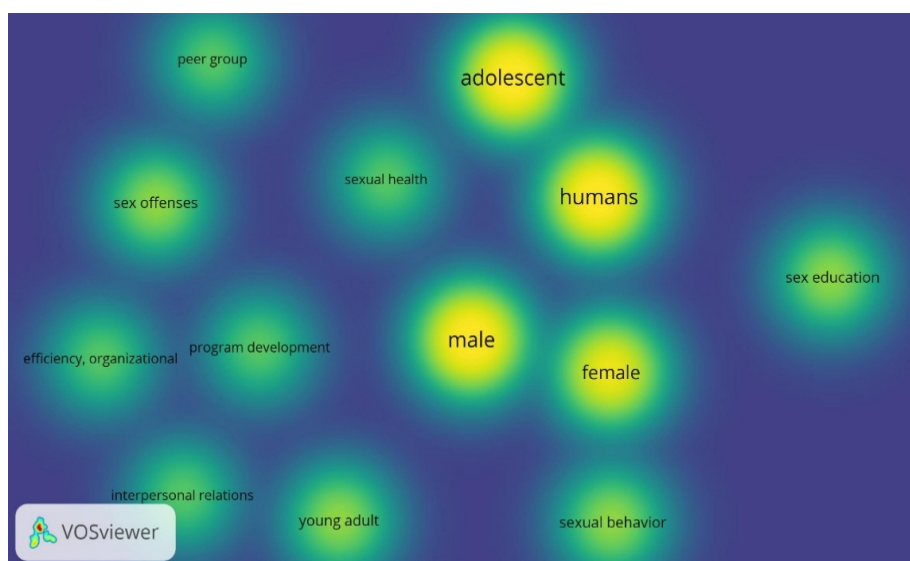 peer group
adolescent
sexual health
humans
sex offenses
sex education
male
program development
efficiency, organizational
female
interpersonal relations
young adult
sexual behavior
VOSviewer